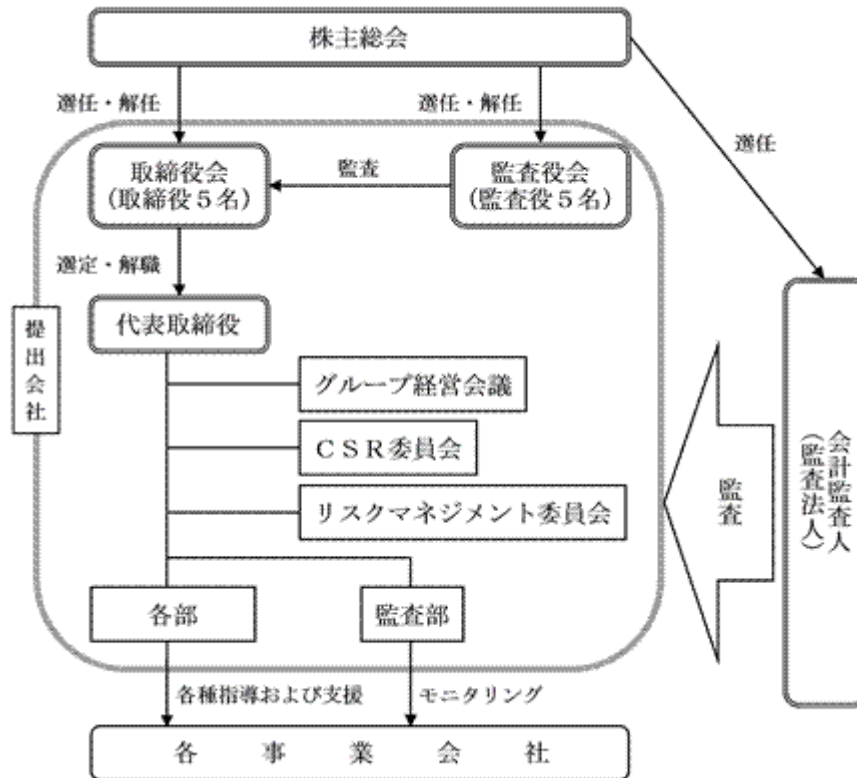 株主総会
選任・解任
選任・解任
選任
取締役会
(取締役５名)
監査
監査役会
(監査役５名)
選定・解職
代表取締役
提出会社
グループ経営会議
ＣＳＲ委員会
リスクマネジメント委員会
監査
会計監査人
(監査法人)
各部
監査部
各種指導および支援
モニタリング
各事業会社